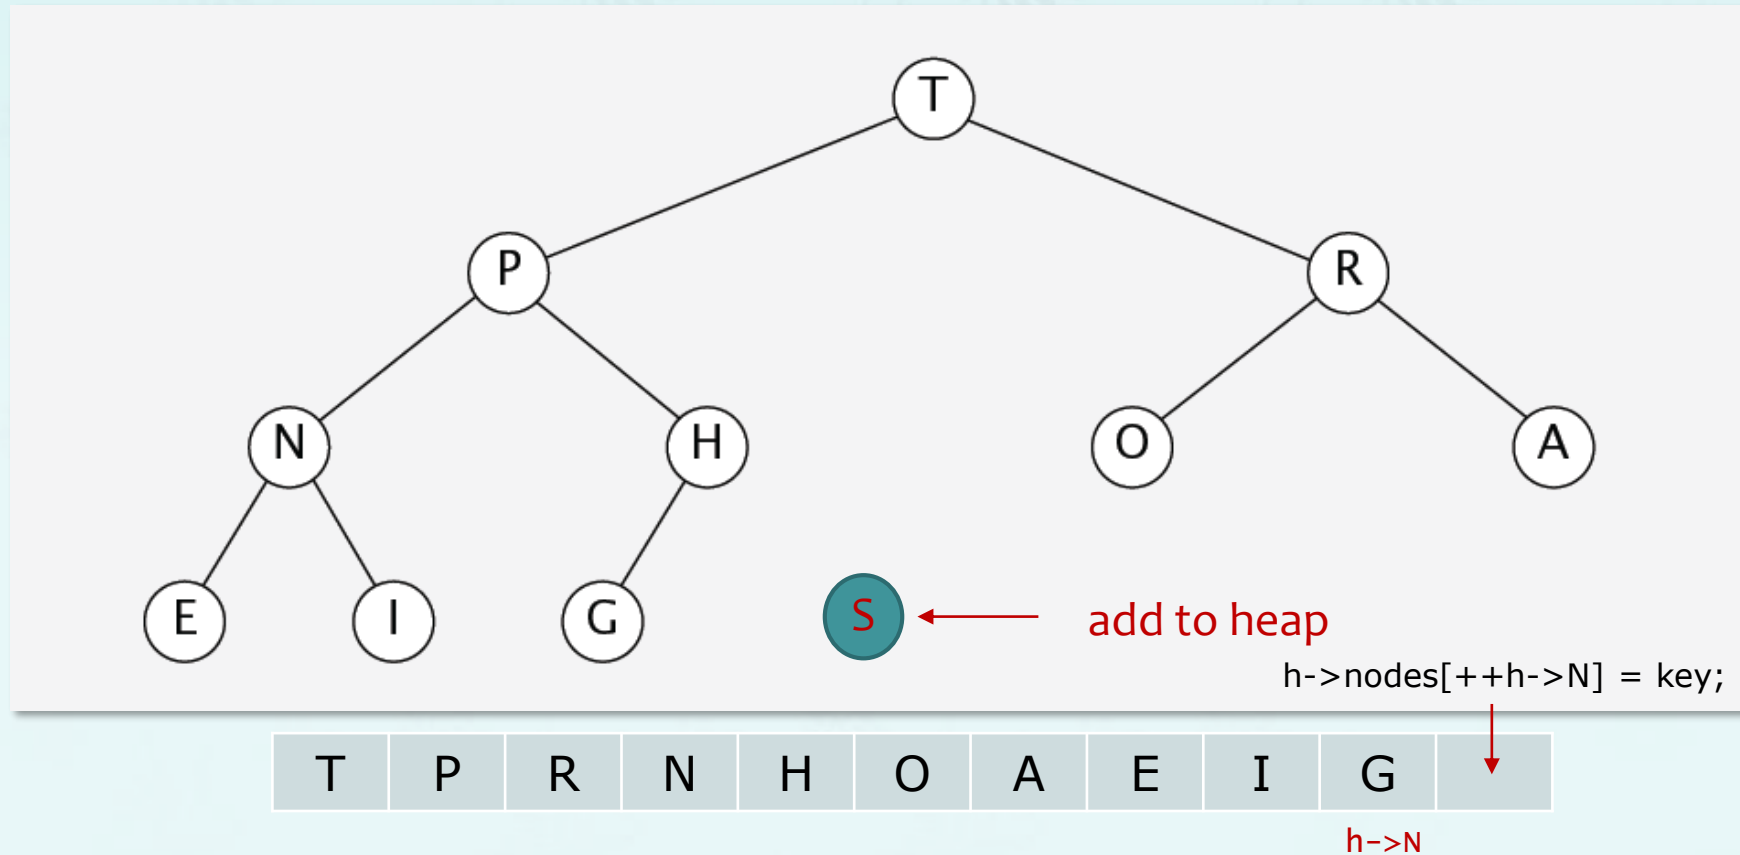 T
P R
N H O A
E I G S add to heap
h->nodes[++h->N] = key;
T P R N H O A E I G
h->N